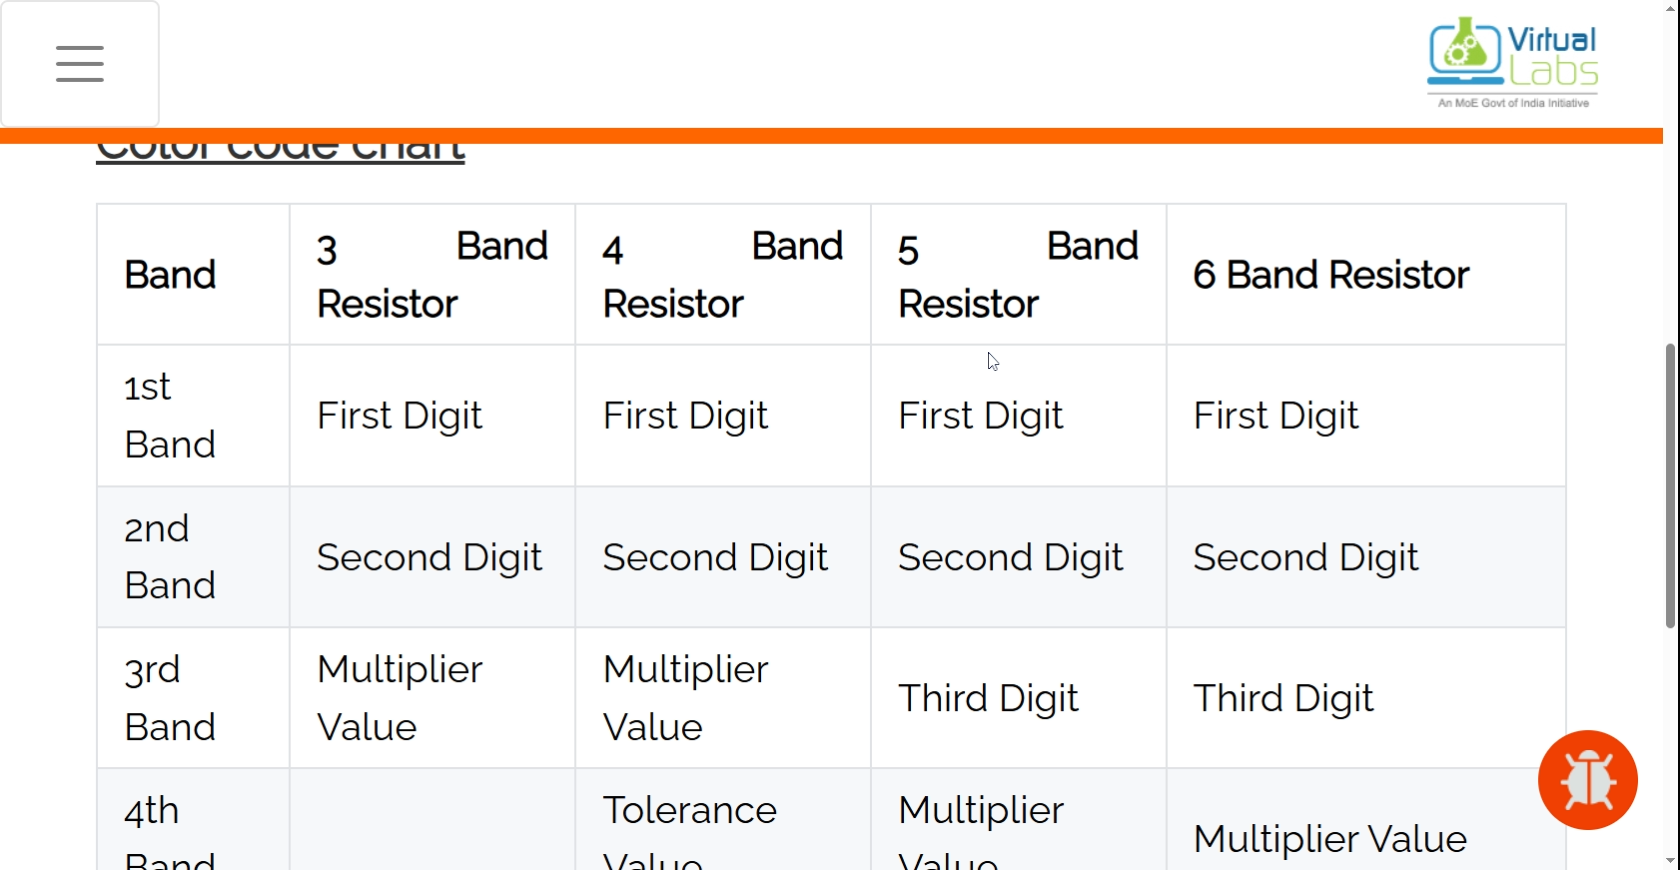 Virtual
Labs
An MoE Govt of India Initiative
Color code chart
Band
3 Band
Resistor
4 Band
Resistor
5 Band
Resistor
6 Band Resistor
1st
Band
First Digit
First Digit
First Digit
First Digit
2nd
Band
Second Digit
Second Digit
Second Digit
Second Digit
3rd
Band
Multiplier
Value
Multiplier
Value
Third Digit
Third Digit
4th
Band
Tolerance
Value
Multiplier
Value
Multiplier Value